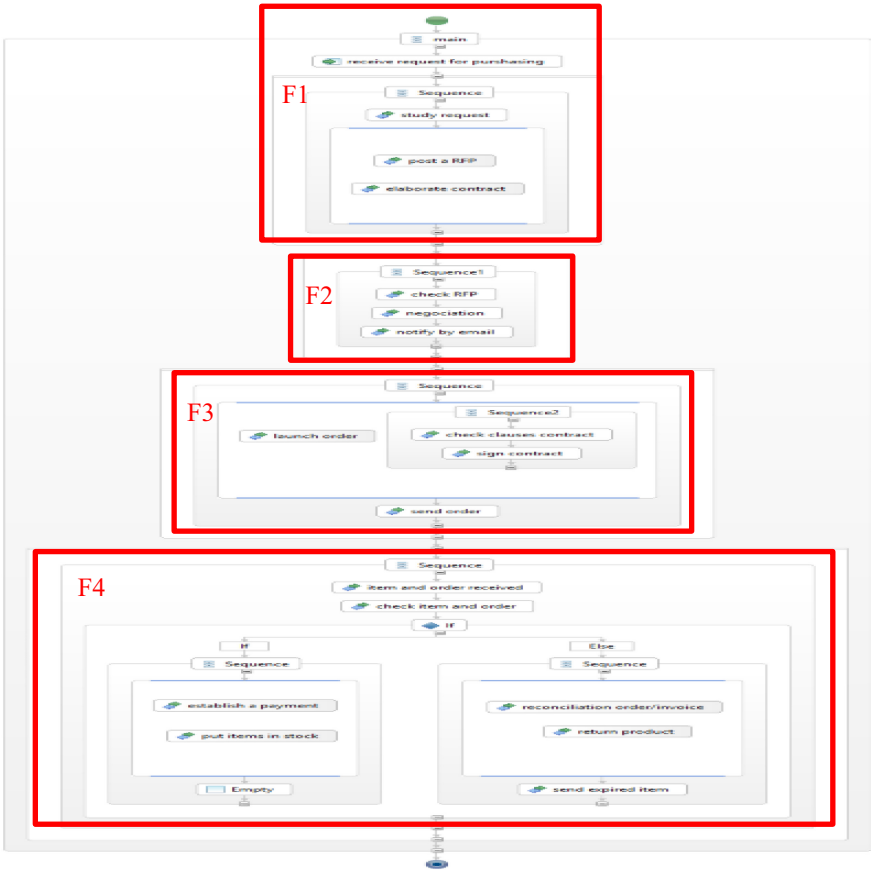 main
receive request for purshasing
F1
Sequence
study request
post a RFP
elaborate contract
Sequence1
F2
check RFP
negociation
notify by email
Sequence
F3
Sequence2
launch order
check clauses contract
sign contract
send order
Sequence
F4
item and order received
check item and order
If
If
Else
Sequence
Sequence
establish a payment
reconciliation order/invoice
put items in stock
return product
Empty
send expired item